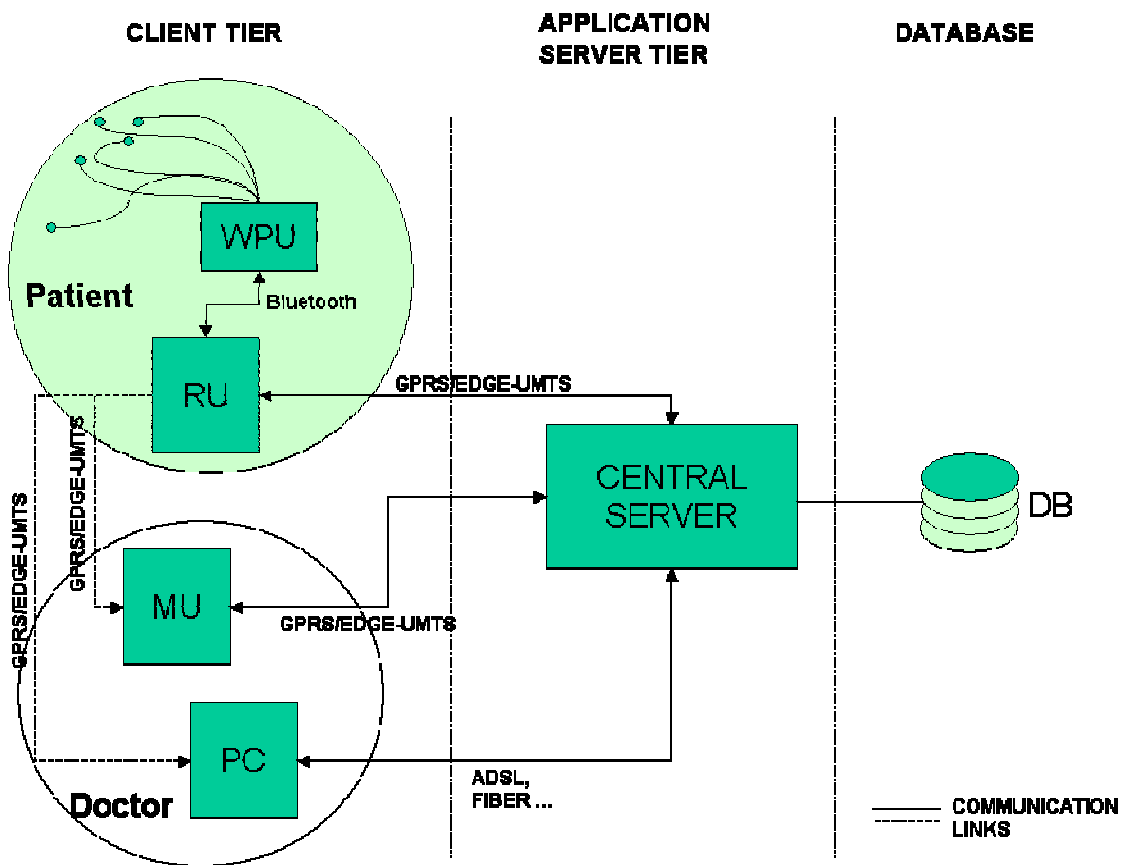 CLIENT TIER
APPLICATION
SERVER TIER
DATABASE
WPU
Patient
Bluetooth
RU
GPRS/EDGE-UMTS
GPRS/EDGE-UMTS
GPRS/EDGE-UMTS
CENTRAL
SERVER
DB
MU
GPRS/EDGE-UMTS
PC
Doctor
ADSL,
FIBER ...
COMMUNICATION
LINKS